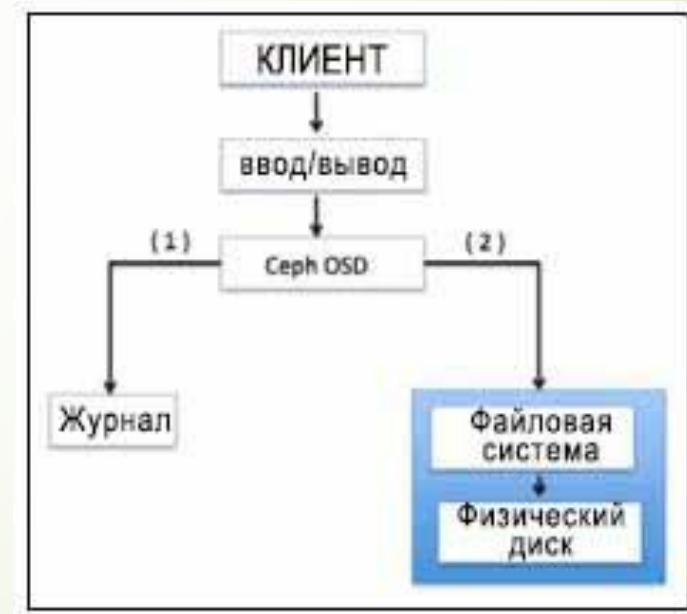 КЛИЕНТ
ввод/вывод
(1)
(2)
Ceph OSD
Журнал
Файловая
система
Физический
диск